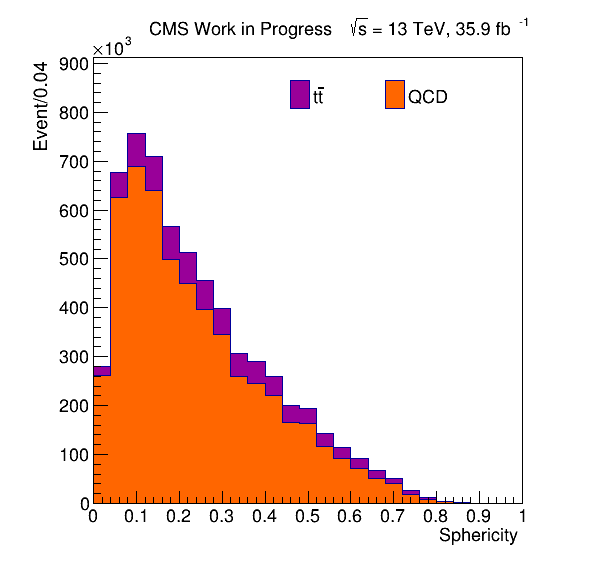 CMS Work in Progress √s = 13 TeV, 35.9 fb⁻¹
×10³
Event/0.04
900
800
700
600
500
400
300
200
100
0
tt̄
QCD
0 0.1 0.2 0.3 0.4 0.5 0.6 0.7 0.8 0.9 1
Sphericity